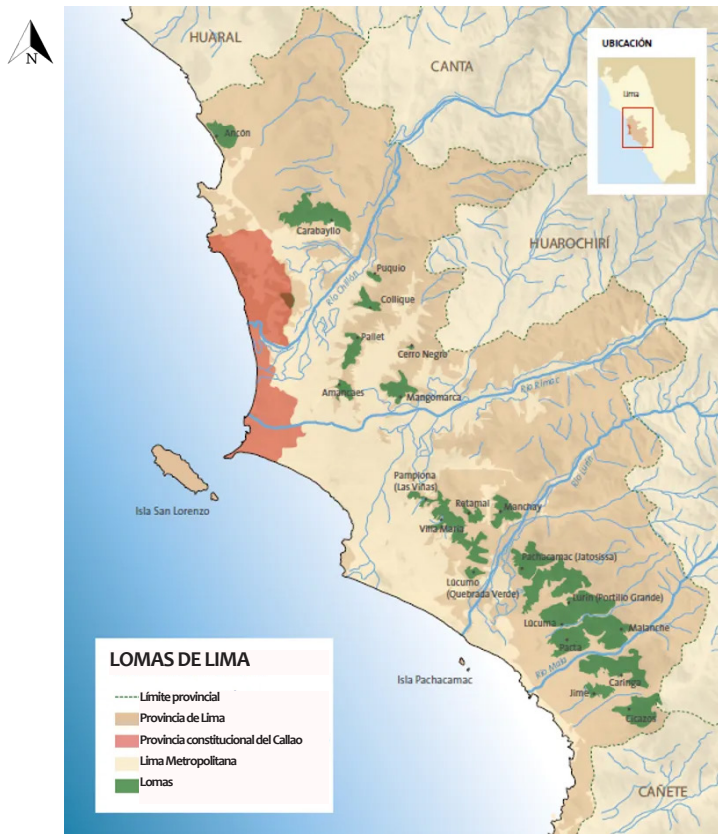 N
HUARAL
CANTA
UBICACIÓN
Lima
Ancón
Carabayllo
HUAROCHIRÍ
Puquio
Río Chillón
Collique
Pallet
Cerro Negro
Río Rímac
Amancaes
Mangomarca
Isla San Lorenzo
Río Lurín
Pamplona
(Las Viñas)
Retamal
Manchay
Villa María
Pachacamac (Jatosissa)
Lúcumo
(Quebrada Verde)
Lurín (Portillo Grande)
Lúcuma
Malanche
Pacta
Río Mala
Isla Pachacamac
Caringa
Jime
Cicazos
CAÑETE
LOMAS DE LIMA
Límite provincial
Provincia de Lima
Provincia constitucional del Callao
Lima Metropolitana
Lomas